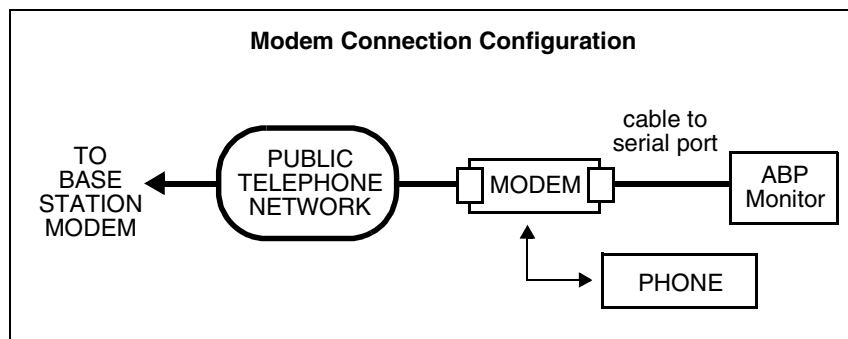 Modem Connection Configuration
TO
BASE
STATION
MODEM
PUBLIC
TELEPHONE
NETWORK
MODEM
cable to
serial port
ABP
Monitor
PHONE